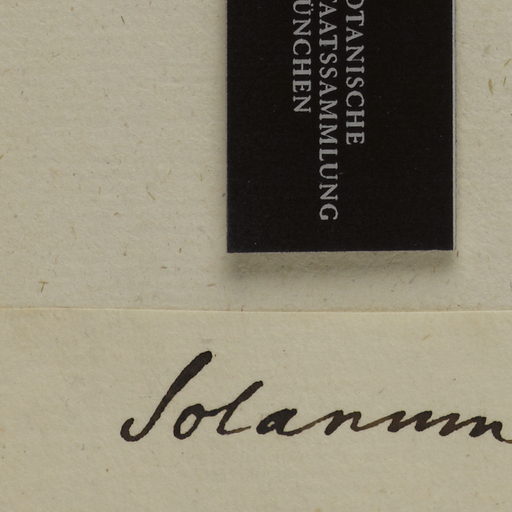 OTANISCHE
TAATSSAMMLUNG
ÜNCHEN
Solanum